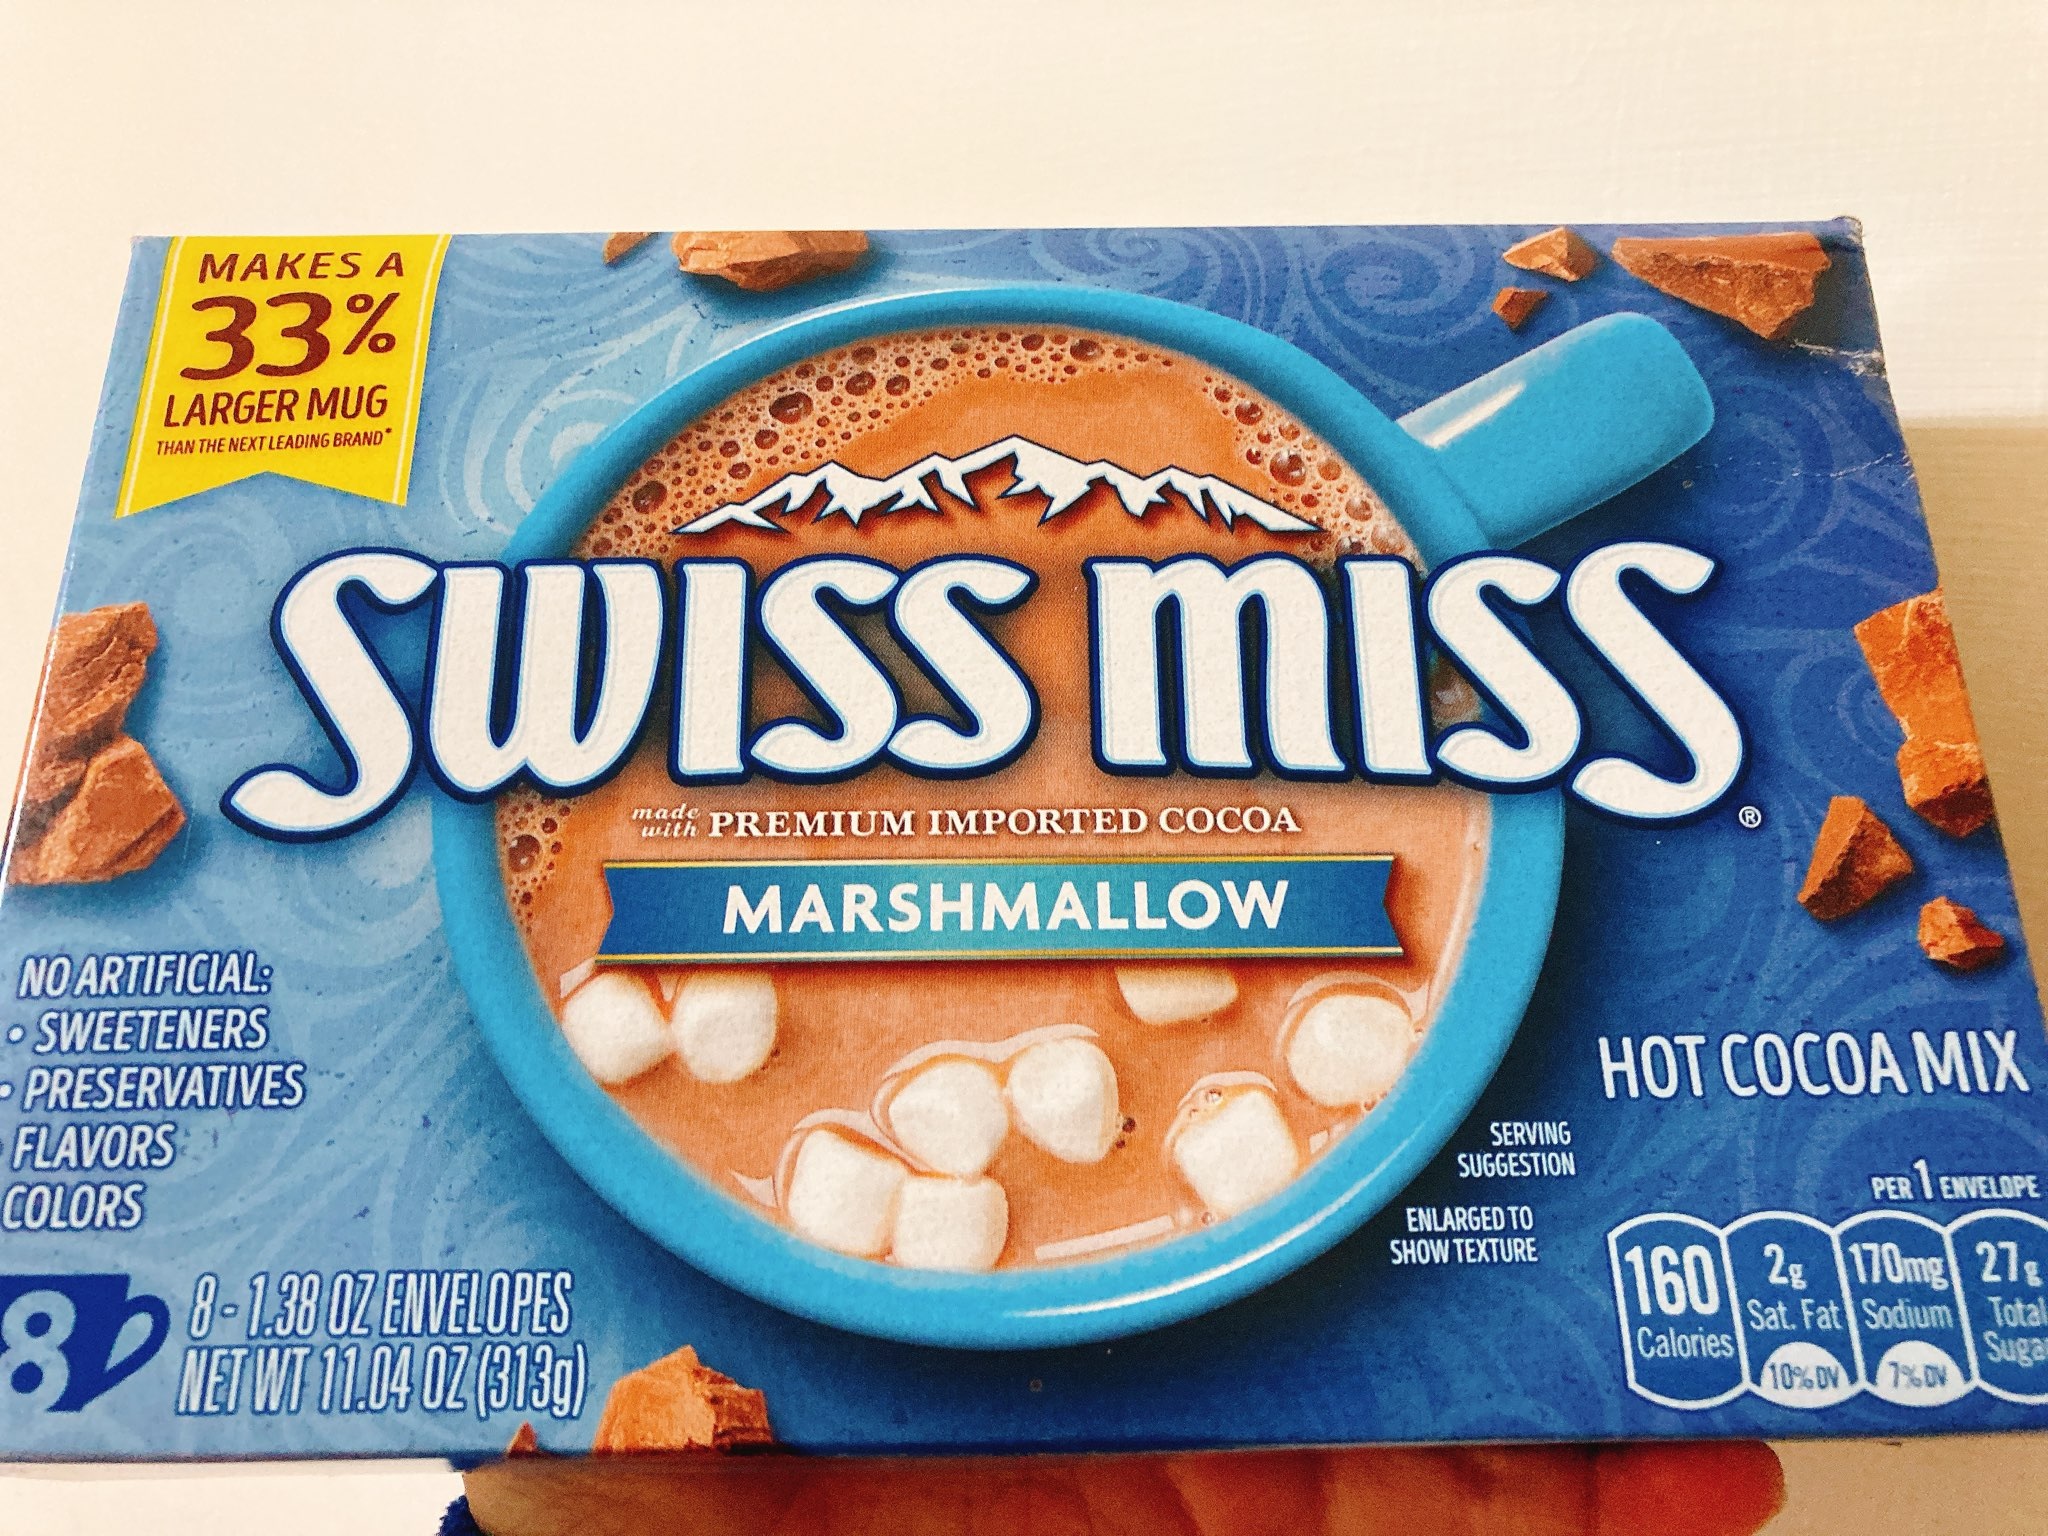 MAKES A
33%
LARGER MUG
THAN THE NEXT LEADING BRAND*
SWISS MISS®
made with PREMIUM IMPORTED COCOA
MARSHMALLOW
NO ARTIFICIAL:
• SWEETENERS
• PRESERVATIVES
FLAVORS
COLORS
8
8 - 1.38 OZ ENVELOPES
NET WT 11.04 OZ (313g)
HOT COCOA MIX
SERVING
SUGGESTION
ENLARGED TO
SHOW TEXTURE
PER 1 ENVELOPE
160
Calories
2g
Sat. Fat
10% DV
170mg
Sodium
7% DV
27g
Total